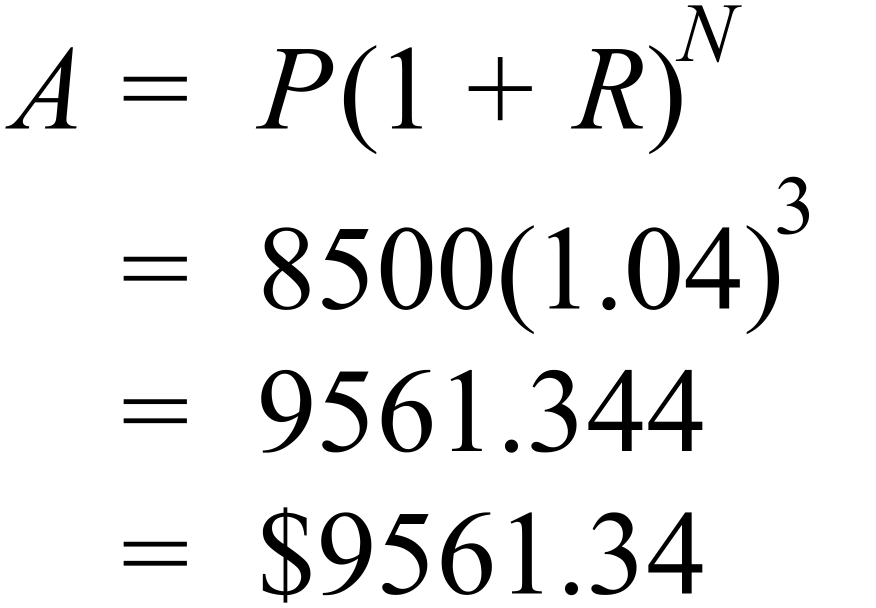 A = P(1 + R)^N
= 8500(1.04)^3
= 9561.344
= $9561.34